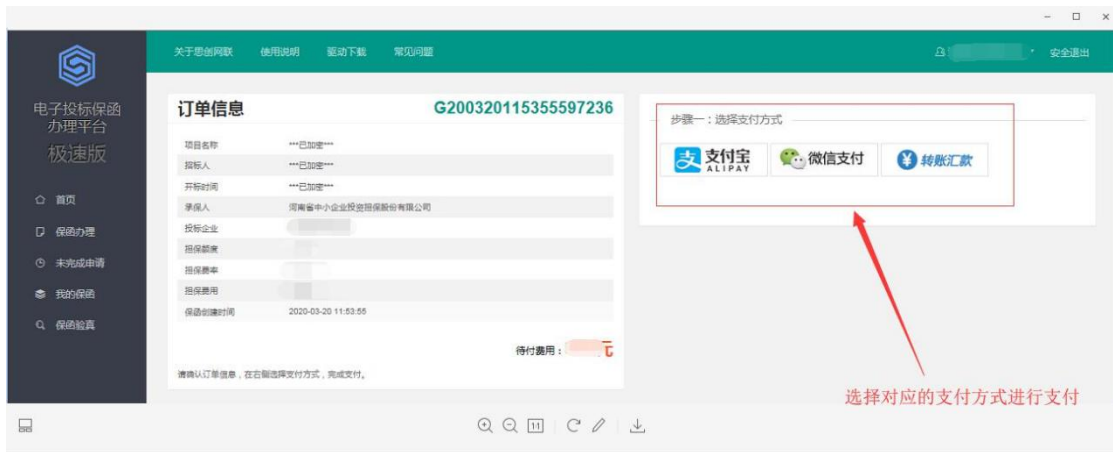 关于思创网联 使用说明 驱动下载 常见问题 安全退出
电子投标保函
办理平台
极速版
首页
保函办理
未完成申请
我的保函
保函验真
订单信息 G200320115355597236
项目名称 ***已加密***
招标人 ***已加密***
开标时间 ***已加密***
承保人 河南省中小企业投资担保股份有限公司
投标企业
担保额度
担保费率
担保费用
保函创建时间 2020-03-20 11:53:56
待付费用： 元
请确认订单信息，在右侧选择支付方式，完成支付。
步骤一：选择支付方式
支付宝 微信支付 转账汇款
ALIPAY
选择对应的支付方式进行支付
1:1